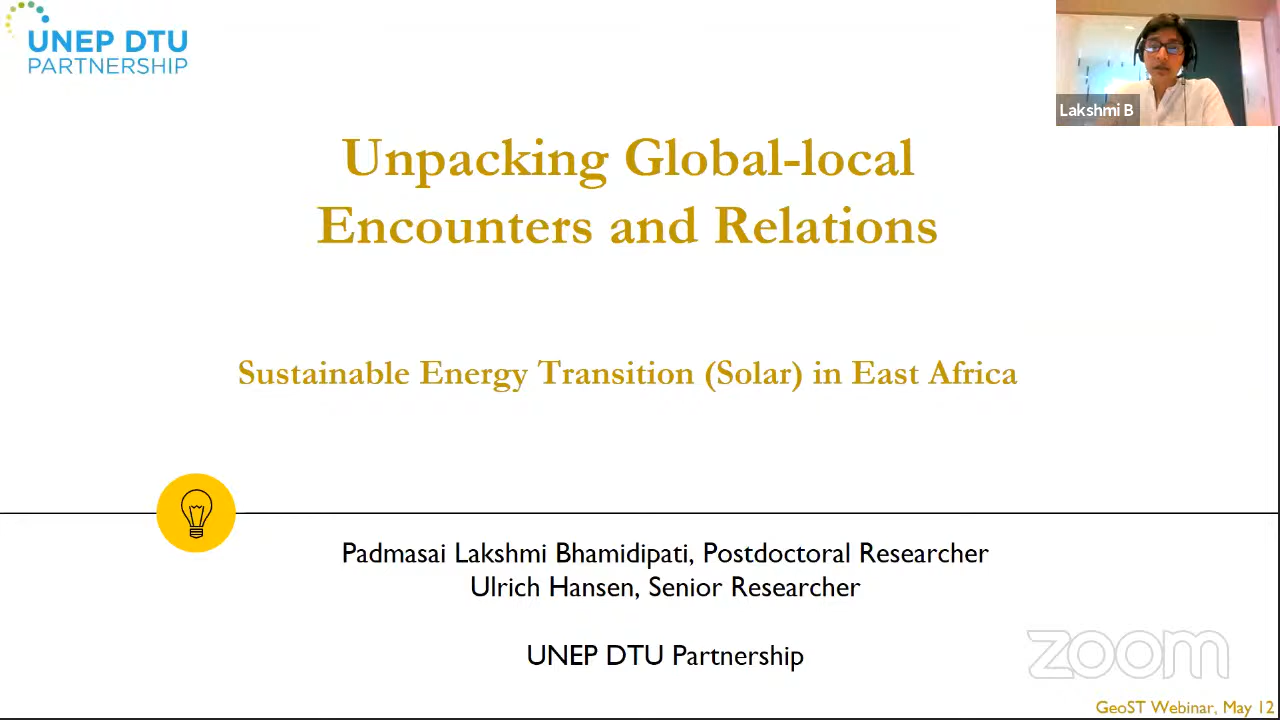 UNEP DTU
PARTNERSHIP
Lakshmi B
Unpacking Global-local
Encounters and Relations
Sustainable Energy Transition (Solar) in East Africa
Padmasai Lakshmi Bhamidipati, Postdoctoral Researcher
Ulrich Hansen, Senior Researcher
UNEP DTU Partnership
zoom
GeoST Webinar, May 12